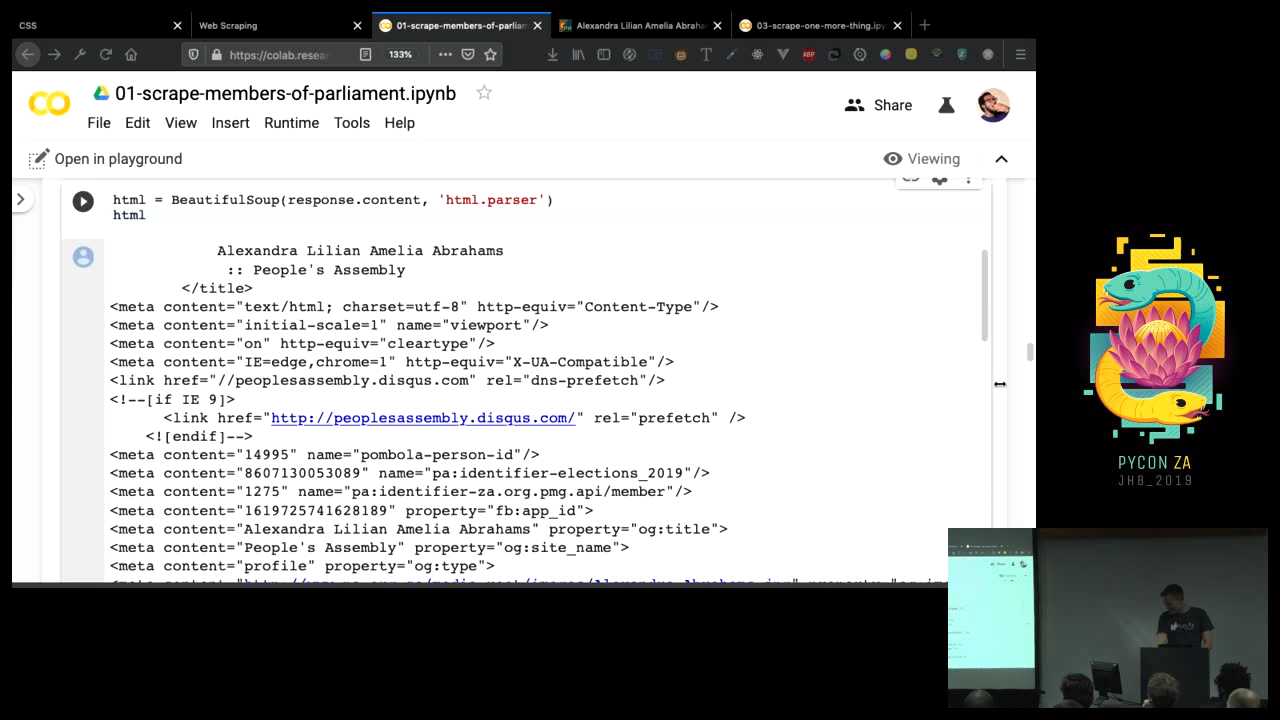 CSS
Web Scraping
01-scrape-members-of-parliam
Alexandra Lilian Amelia Abraha
03-scrape-one-more-thing.ipy
https://colab.resea
133%
01-scrape-members-of-parliament.ipynb
File Edit View Insert Runtime Tools Help
Share
Open in playground
Viewing
html = BeautifulSoup(response.content, 'html.parser')
html
Alexandra Lilian Amelia Abrahams
:: People's Assembly
</title>
<meta content="text/html; charset=utf-8" http-equiv="Content-Type"/>
<meta content="initial-scale=1" name="viewport"/>
<meta content="on" http-equiv="cleartype"/>
<meta content="IE=edge,chrome=1" http-equiv="X-UA-Compatible"/>
<link href="//peoplesassembly.disqus.com" rel="dns-prefetch"/>
<!--[if IE 9]>
<link href="http://peoplesassembly.disqus.com/" rel="prefetch" />
<![endif]-->
<meta content="14995" name="pombola-person-id"/>
<meta content="8607130053089" name="pa:identifier-elections_2019"/>
<meta content="1275" name="pa:identifier-za.org.pmg.api/member"/>
<meta content="1619725741628189" property="fb:app_id">
<meta content="Alexandra Lilian Amelia Abrahams" property="og:title">
<meta content="People's Assembly" property="og:site_name">
<meta content="profile" property="og:type">
PYCON ZA
JHB_2019